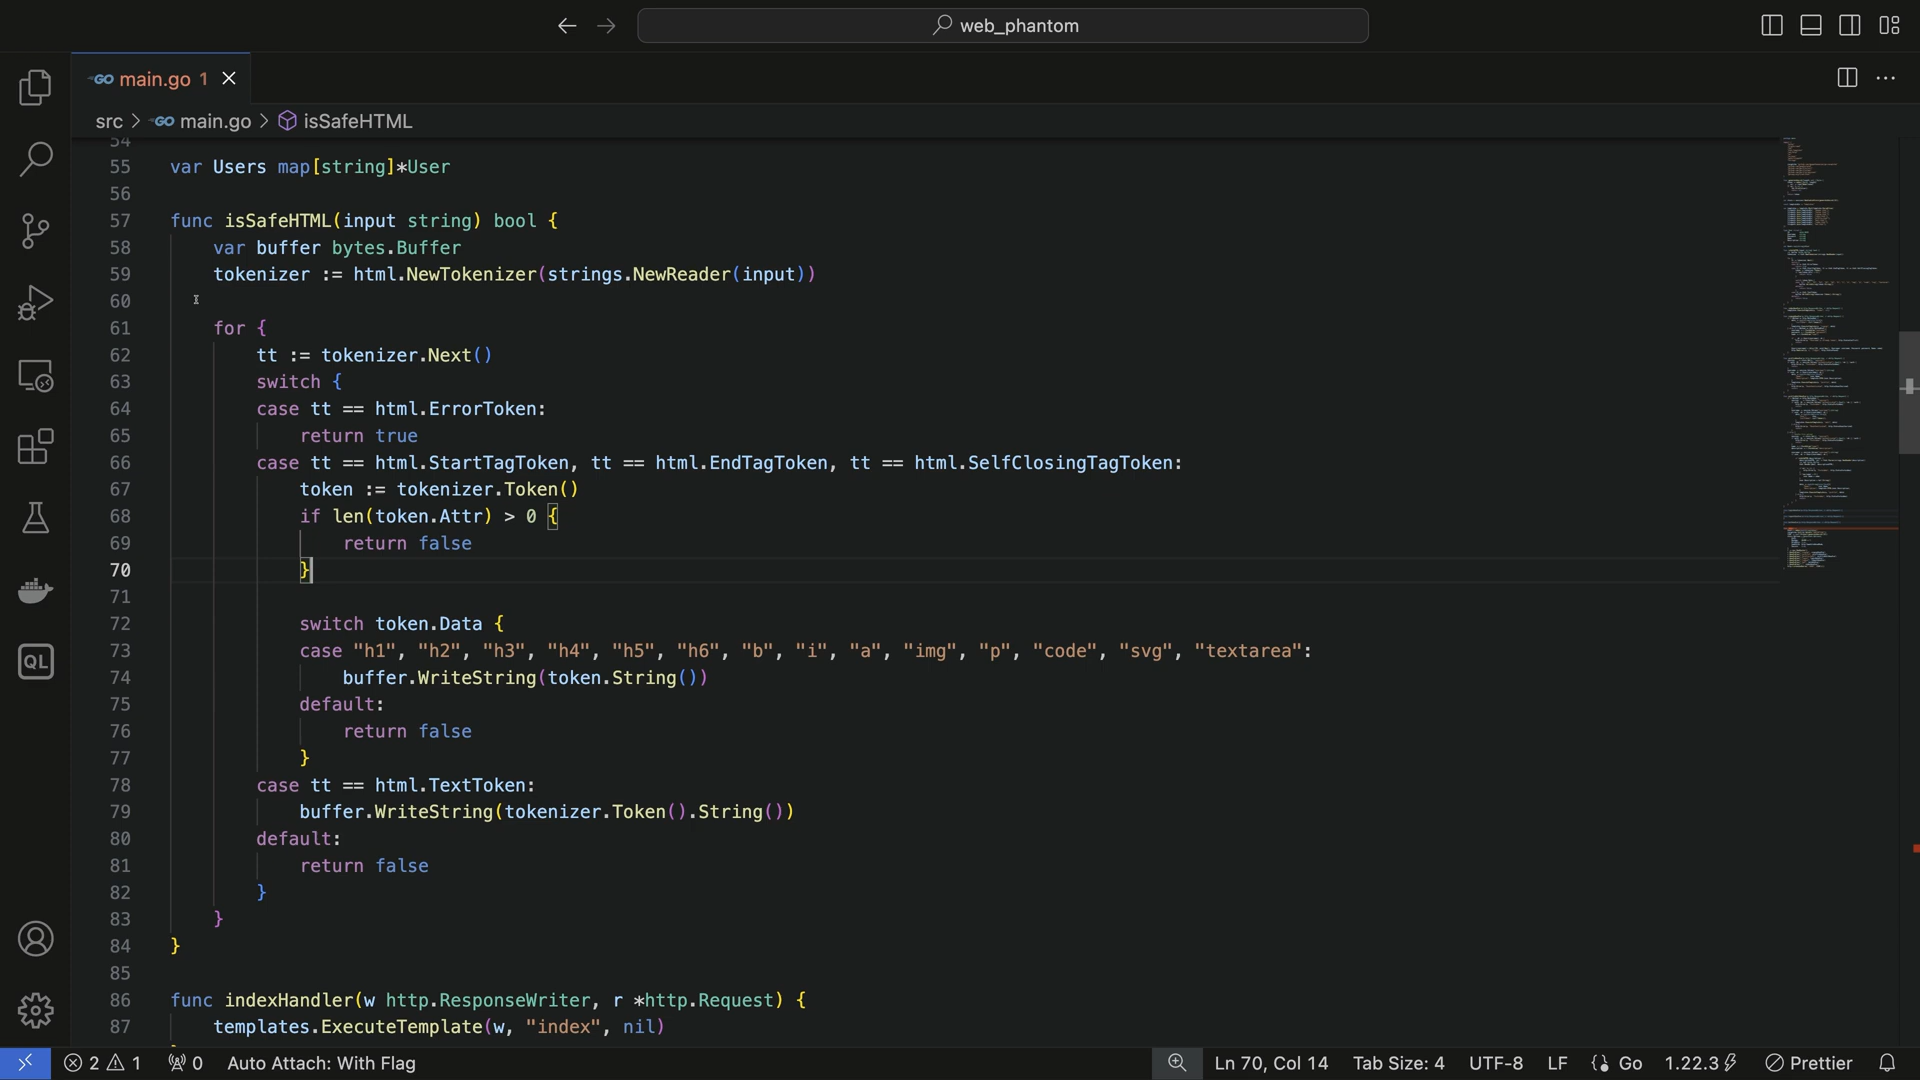 web_phantom
GO main.go 1
src > GO main.go > isSafeHTML
54
55 var Users map[string]*User
56
57 func isSafeHTML(input string) bool {
58 var buffer bytes.Buffer
59 tokenizer := html.NewTokenizer(strings.NewReader(input))
60
61 for {
62 tt := tokenizer.Next()
63 switch {
64 case tt == html.ErrorToken:
65 return true
66 case tt == html.StartTagToken, tt == html.EndTagToken, tt == html.SelfClosingTagToken:
67 token := tokenizer.Token()
68 if len(token.Attr) > 0 {
69 return false
70 }
71
72 switch token.Data {
73 case "h1", "h2", "h3", "h4", "h5", "h6", "b", "i", "a", "img", "p", "code", "svg", "textarea":
74 buffer.WriteString(token.String())
75 default:
76 return false
77 }
78 case tt == html.TextToken:
79 buffer.WriteString(tokenizer.Token().String())
80 default:
81 return false
82 }
83 }
84 }
85
86 func indexHandler(w http.ResponseWriter, r *http.Request) {
87 templates.ExecuteTemplate(w, "index", nil)
QL
2 1 0 Auto Attach: With Flag Ln 70, Col 14 Tab Size: 4 UTF-8 LF Go 1.22.3 Prettier